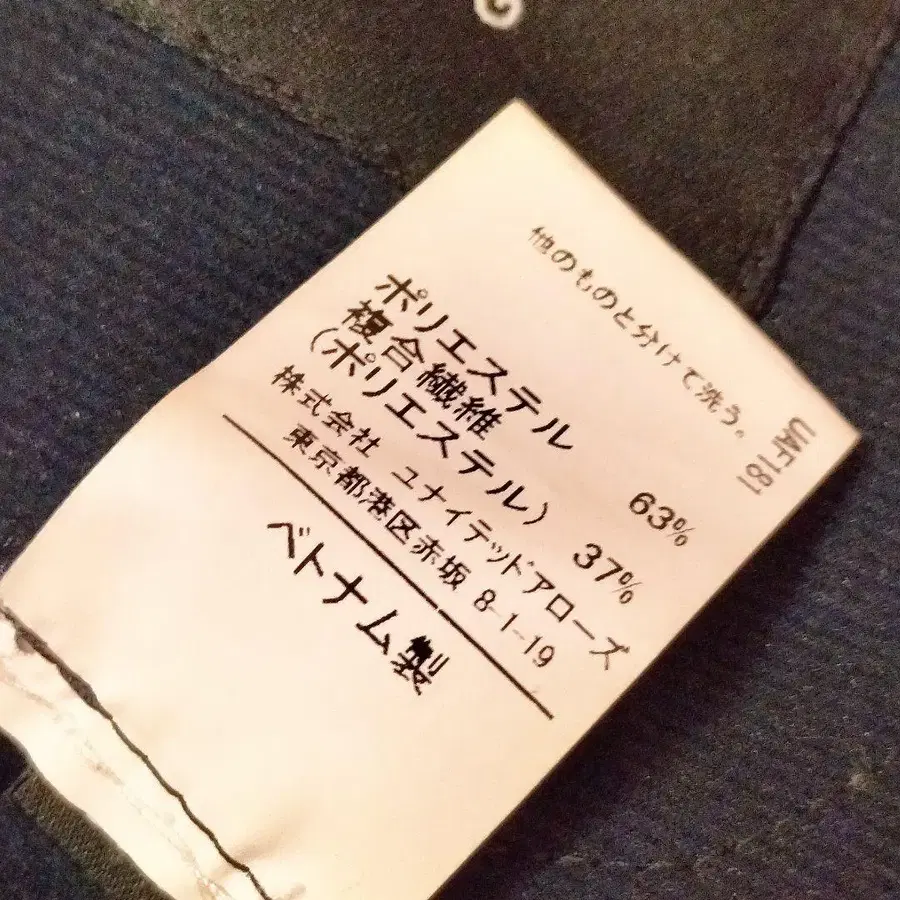 他のものと分けて洗う。
UAF181
ポリエステル 63%
複合繊維
(ポリエステル) 37%
株式会社 ユナイテッドアローズ
東京都港区赤坂 8-1-19
ベトナム製